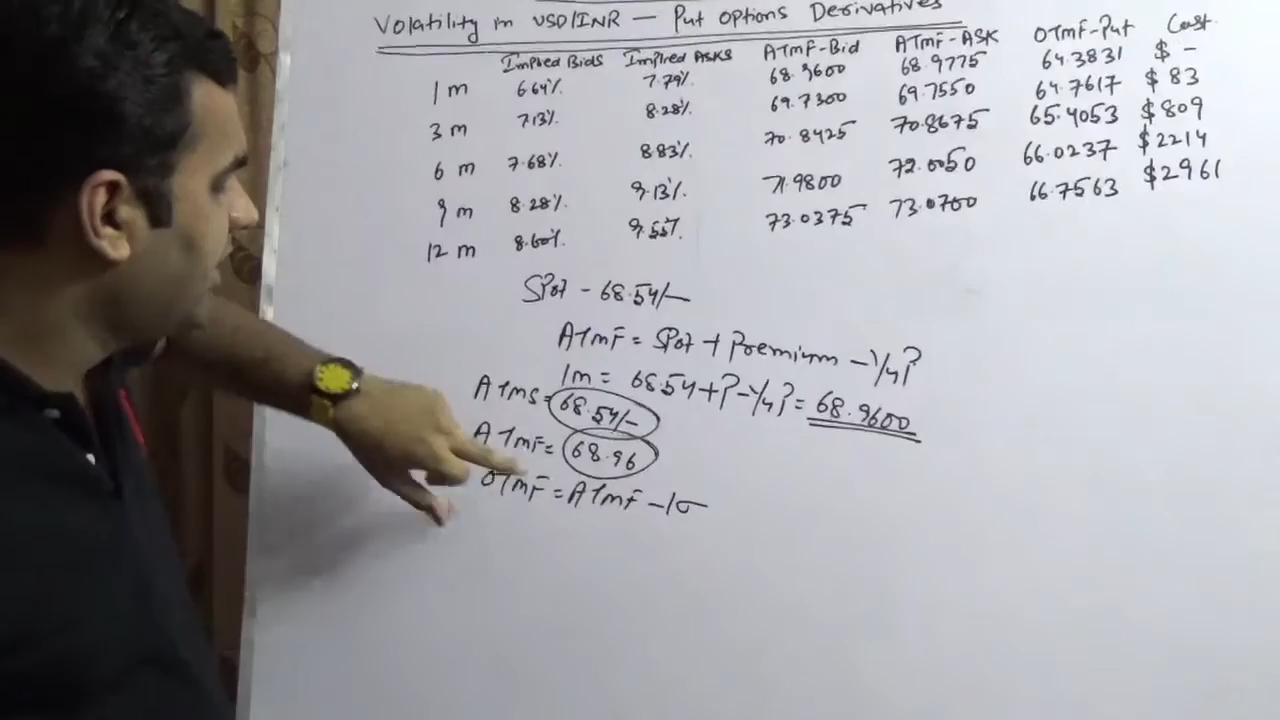 Volatility in USD/INR — Put Options Derivatives
Implied Bids Implied ASKS ATMF-Bid ATMF-ASK OTMF-Put Cost
1 m 6.64% 7.79% 68.9600 68.9775 64.3831 $ -
3 m 7.13% 8.28% 69.7300 69.7550 64.7617 $ 83
6 m 7.68% 8.83% 70.8425 70.8675 65.4053 $809
9 m 8.28% 9.13% 71.9800 72.0050 66.0237 $2214
12 m 8.60% 9.55% 73.0375 73.0700 66.7563 $2961
Spot - 68.54/-
ATMF = Spot + Premium - 1/4 P
1m = 68.54 + P - 1/4 P = 68.9600
ATMS = 68.54/-
ATMF = 68.96
OTMF = ATMF - 1σ